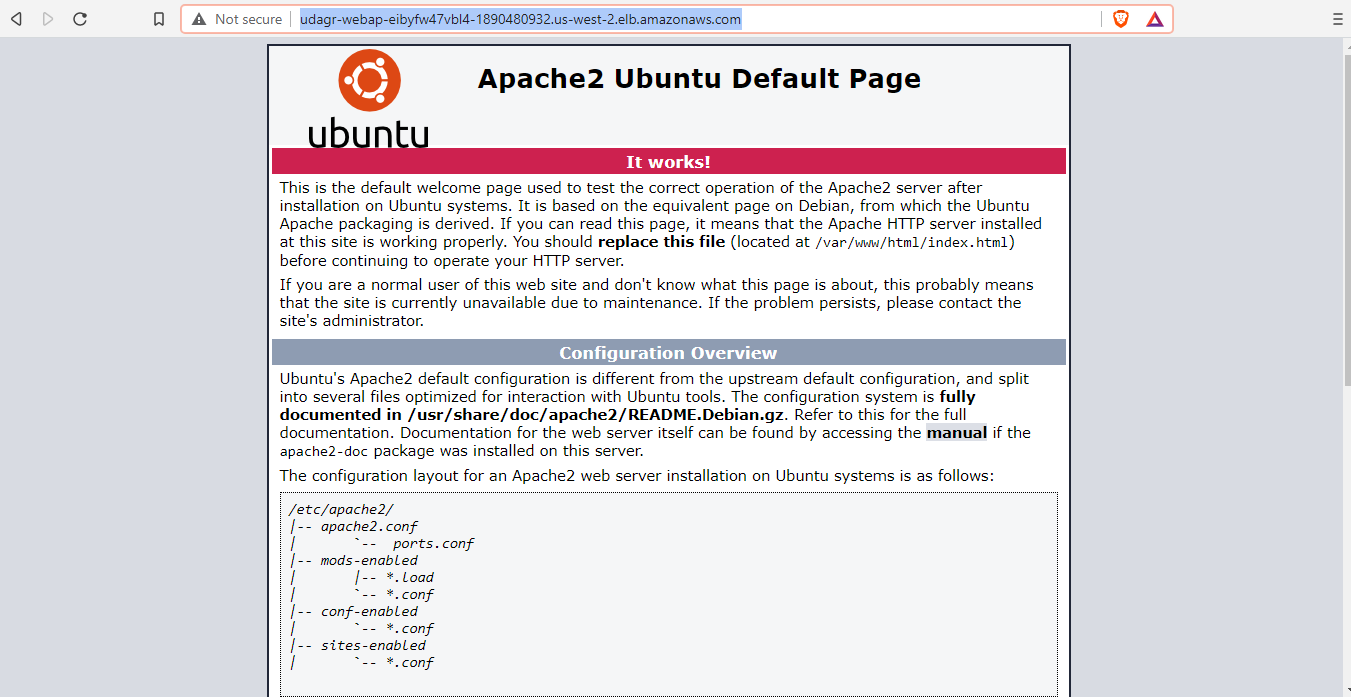 Not secure | udagr-webap-eibyfw47vbl4-1890480932.us-west-2.elb.amazonaws.com
ubuntu
Apache2 Ubuntu Default Page
It works!
This is the default welcome page used to test the correct operation of the Apache2 server after
installation on Ubuntu systems. It is based on the equivalent page on Debian, from which the Ubuntu
Apache packaging is derived. If you can read this page, it means that the Apache HTTP server installed
at this site is working properly. You should replace this file (located at /var/www/html/index.html)
before continuing to operate your HTTP server.
If you are a normal user of this web site and don't know what this page is about, this probably means
that the site is currently unavailable due to maintenance. If the problem persists, please contact the
site's administrator.
Configuration Overview
Ubuntu's Apache2 default configuration is different from the upstream default configuration, and split
into several files optimized for interaction with Ubuntu tools. The configuration system is fully
documented in /usr/share/doc/apache2/README.Debian.gz. Refer to this for the full
documentation. Documentation for the web server itself can be found by accessing the manual if the
apache2-doc package was installed on this server.
The configuration layout for an Apache2 web server installation on Ubuntu systems is as follows:
/etc/apache2/
|-- apache2.conf
|       `--  ports.conf
|-- mods-enabled
|       |-- *.load
|       `-- *.conf
|-- conf-enabled
|       `-- *.conf
|-- sites-enabled
|       `-- *.conf